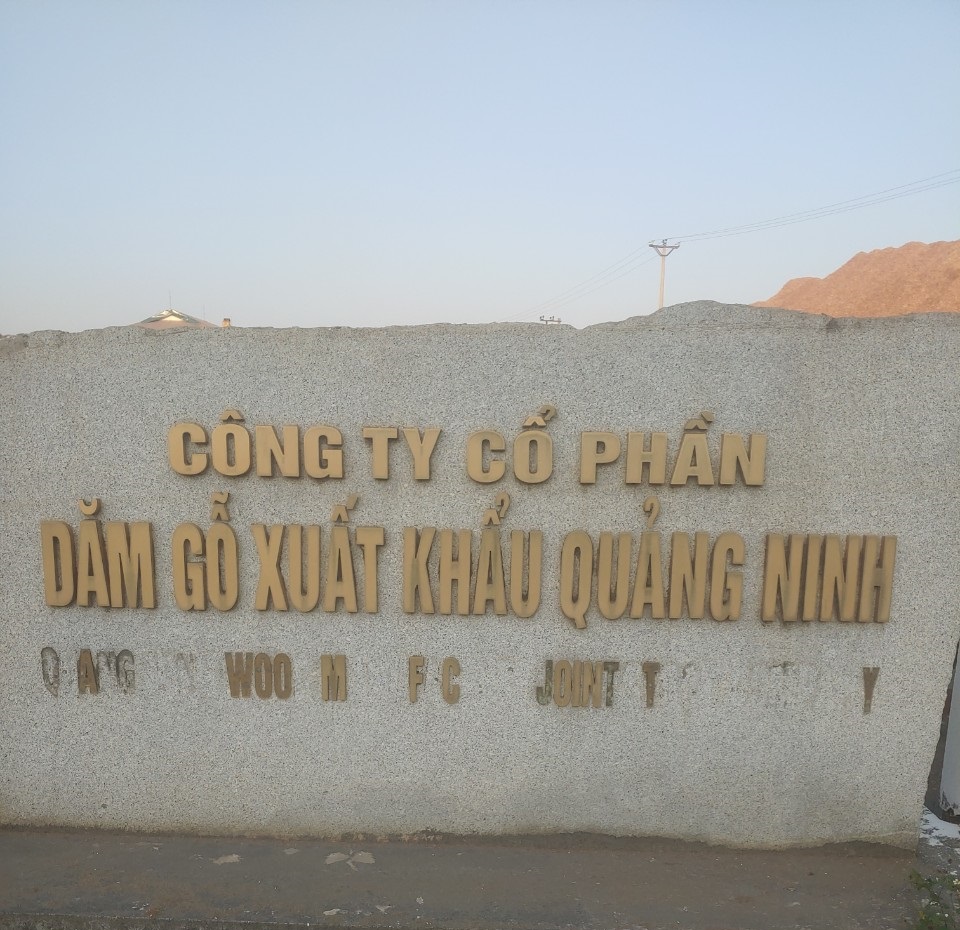 CÔNG TY CỔ PHẦN
DĂM GỖ XUẤT KHẨU QUẢNG NINH
JOINT